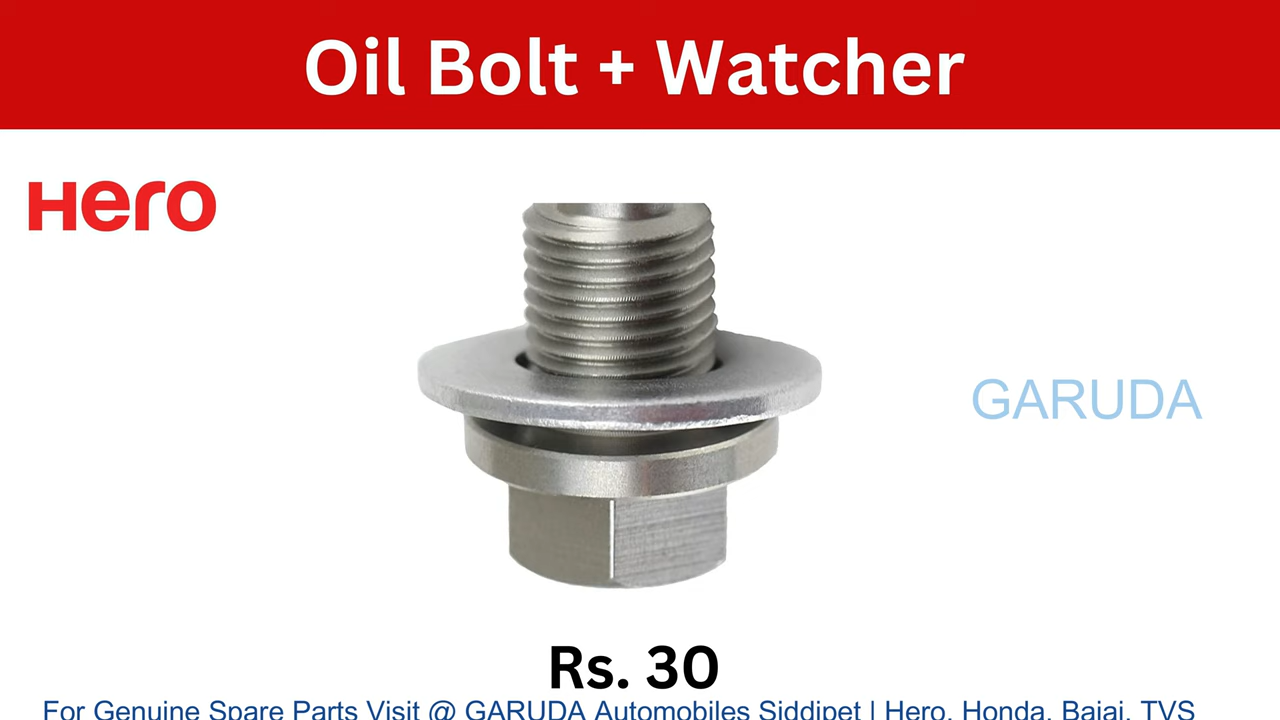 Oil Bolt + Watcher
Hero
GARUDA
Rs. 30
For Genuine Spare Parts Visit @ GARUDA Automobiles Siddipet | Hero, Honda, Bajaj, TVS